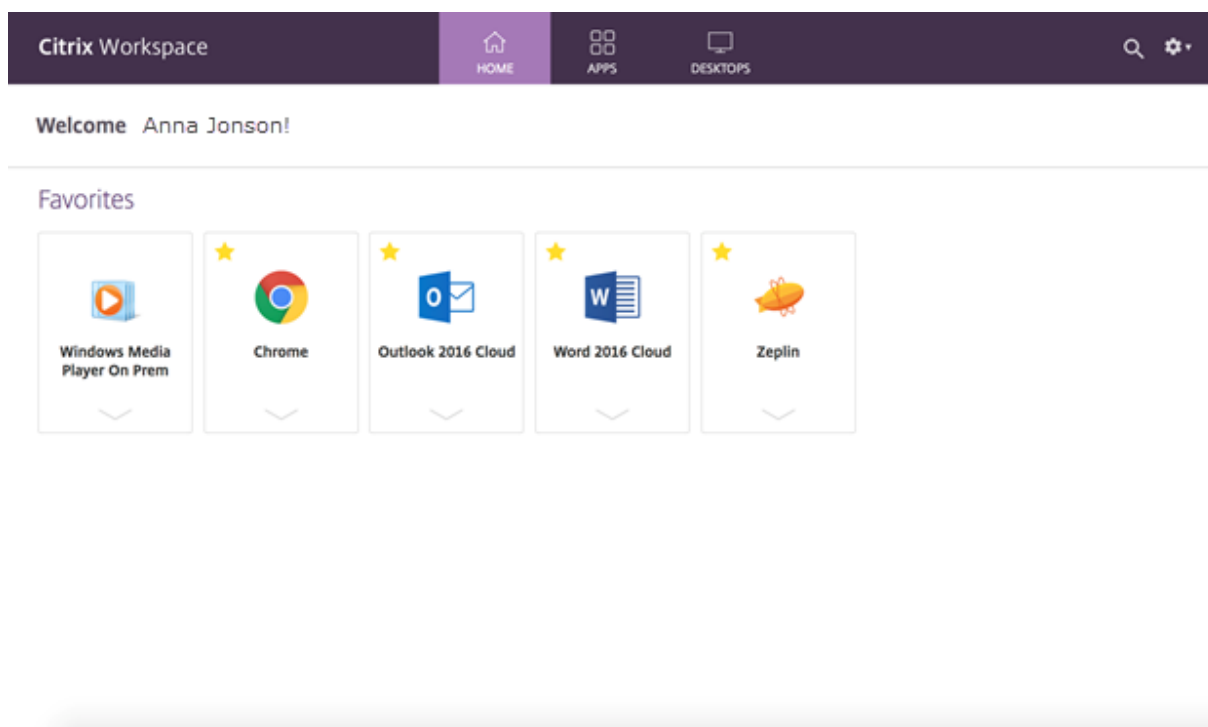 Citrix Workspace
HOME
APPS
DESKTOPS
Welcome Anna Jonson!
Favorites
Windows Media
Player On Prem
Chrome
Outlook 2016 Cloud
Word 2016 Cloud
Zeplin